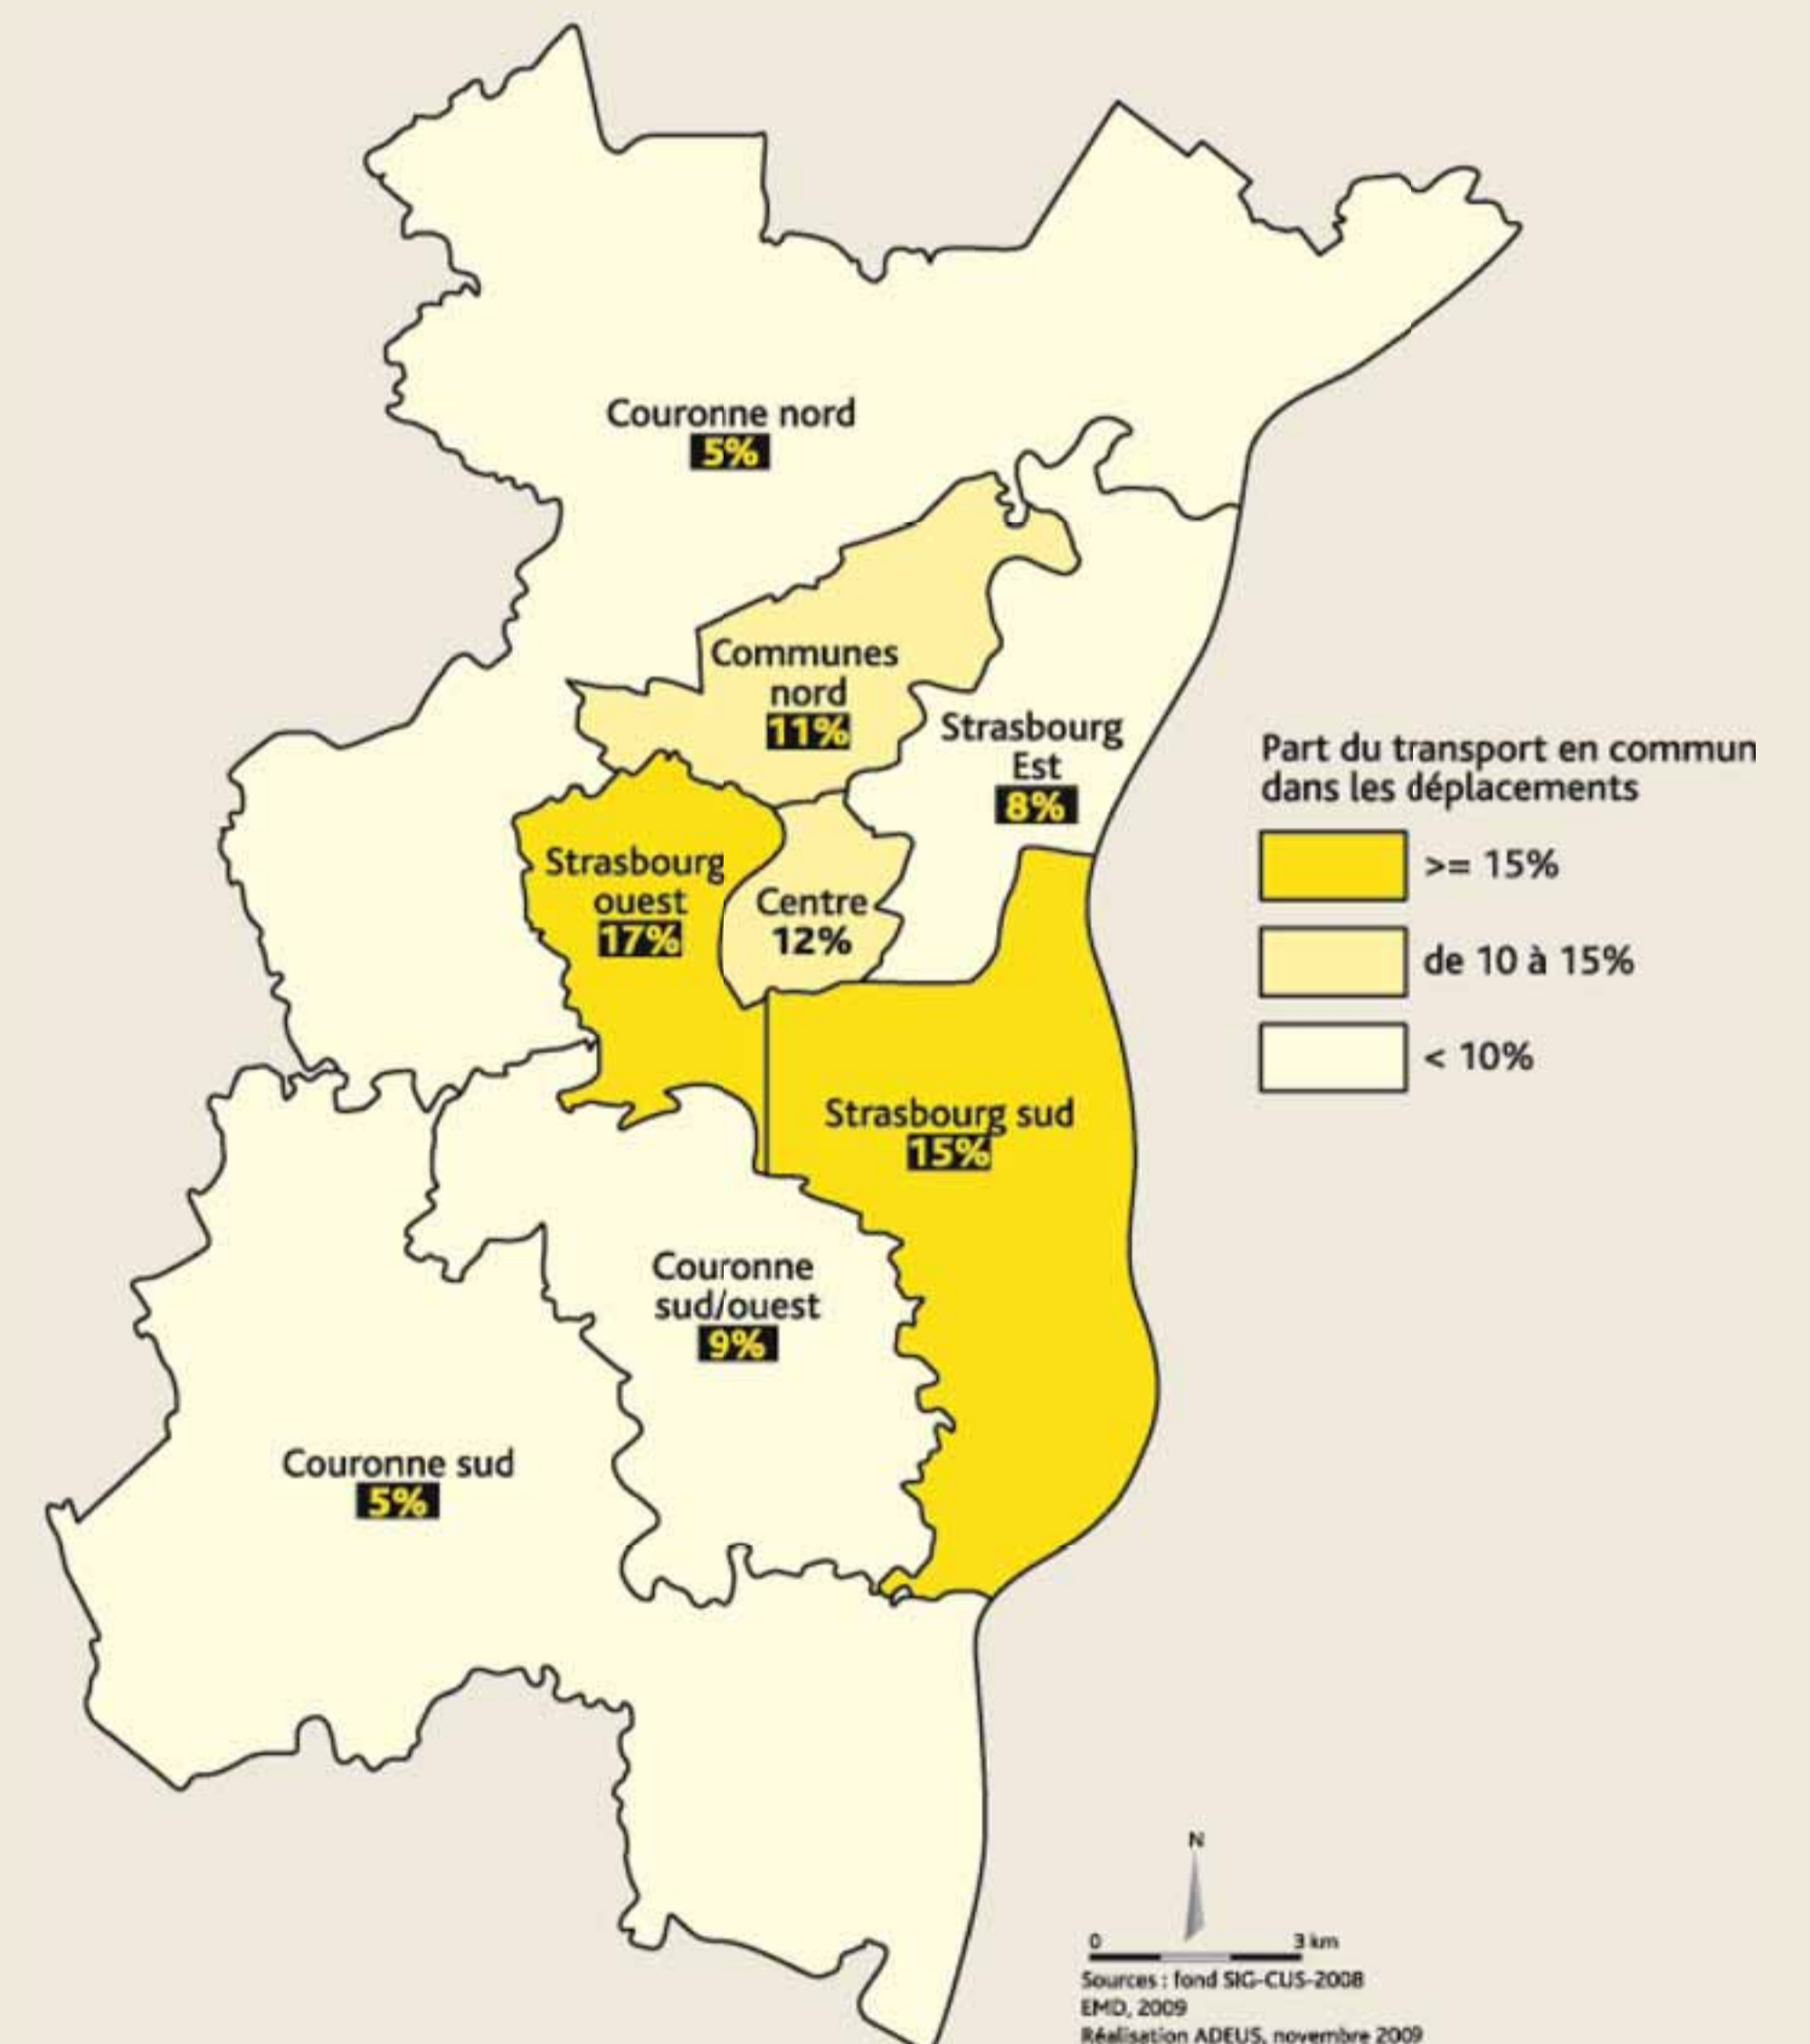 Couronne nord
5%
Communes
nord
11%
Strasbourg
Est
8%
Strasbourg
ouest
17%
Centre
12%
Part du transport en commun
dans les déplacements
>= 15%
de 10 à 15%
< 10%
Strasbourg sud
15%
Couronne
sud/ouest
9%
Couronne sud
5%
N
0 3 km
Sources : fond SIG-CUS-2008
EMD, 2009
Réalisation ADEUS, novembre 2009